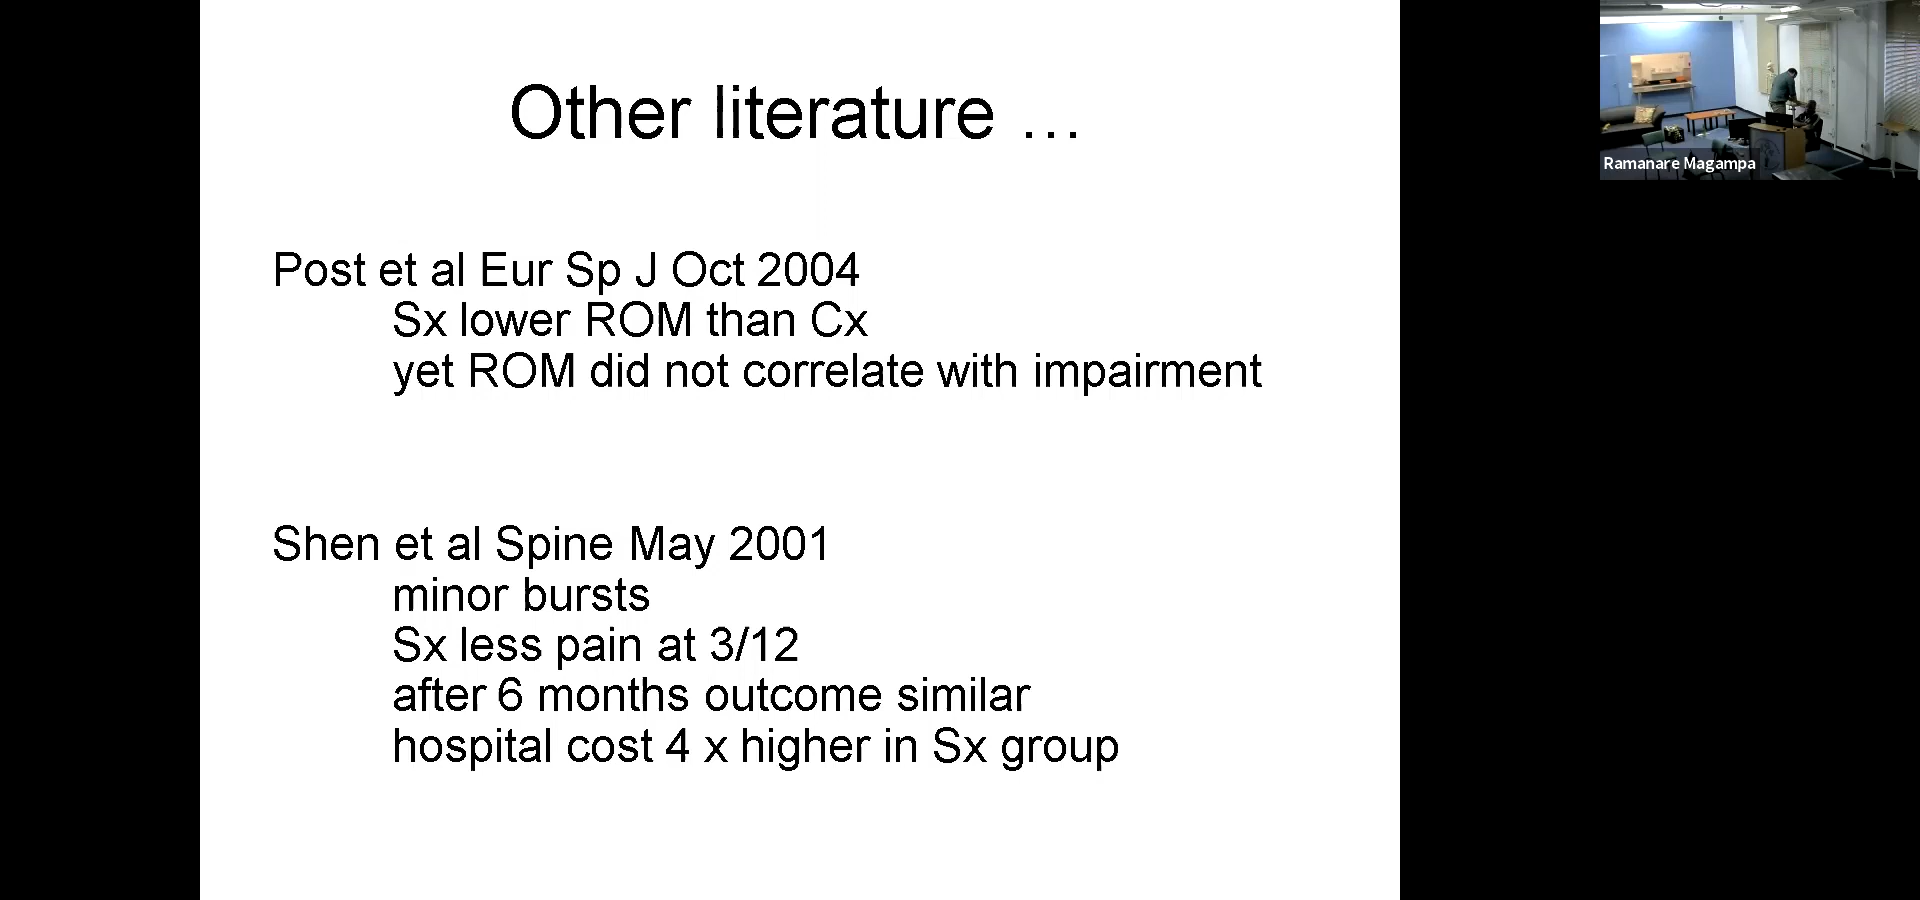 Other literature …
Post et al Eur Sp J Oct 2004
Sx lower ROM than Cx
yet ROM did not correlate with impairment
Shen et al Spine May 2001
minor bursts
Sx less pain at 3/12
after 6 months outcome similar
hospital cost 4 x higher in Sx group
Ramanare Magampa